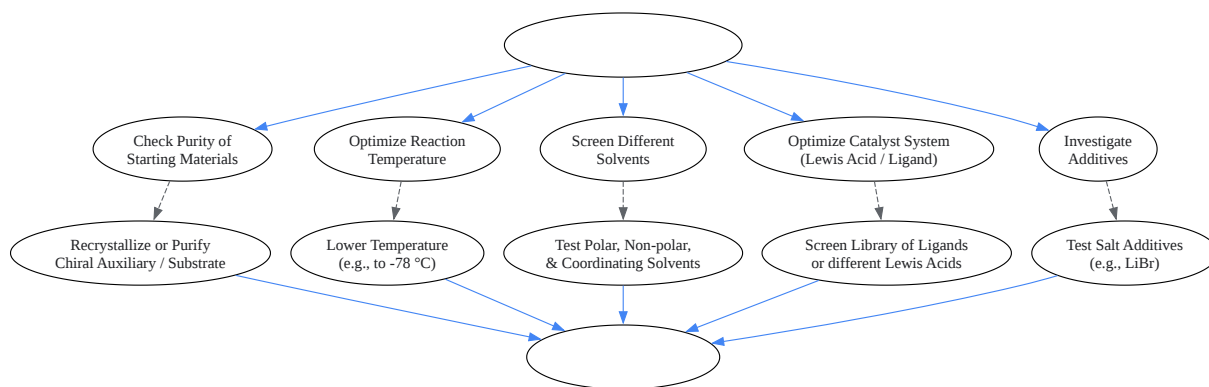 Check Purity of
Starting Materials
Optimize Reaction
Temperature
Screen Different
Solvents
Optimize Catalyst System
(Lewis Acid / Ligand)
Investigate
Additives
Recrystallize or Purify
Chiral Auxiliary / Substrate
Lower Temperature
(e.g., to -78 °C)
Test Polar, Non-polar,
& Coordinating Solvents
Screen Library of Ligands
or different Lewis Acids
Test Salt Additives
(e.g., LiBr)